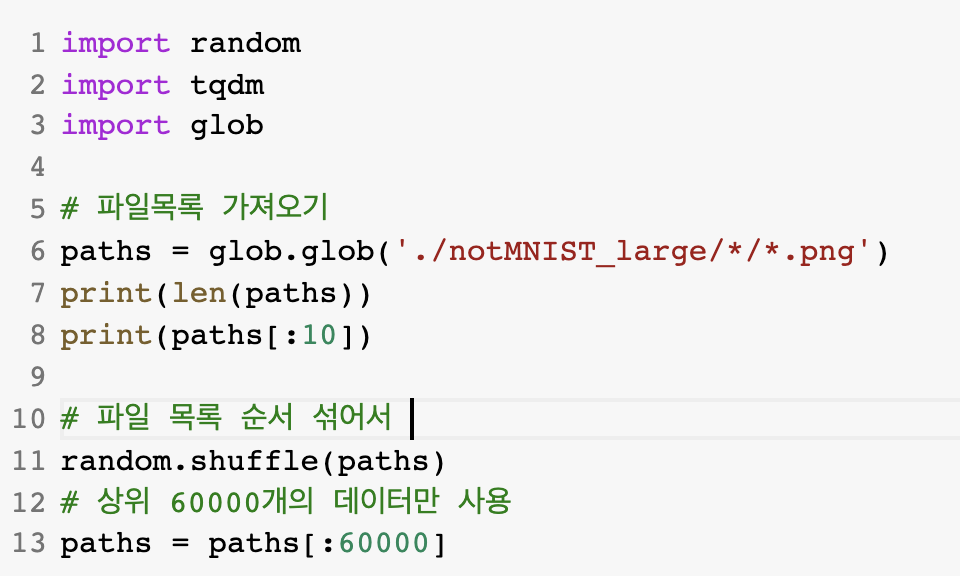 1 import random
2 import tqdm
3 import glob
4
5 # 파일목록 가져오기
6 paths = glob.glob('./notMNIST_large/*/*.png')
7 print(len(paths))
8 print(paths[:10])
9
10 # 파일 목록 순서 섞어서
11 random.shuffle(paths)
12 # 상위 60000개의 데이터만 사용
13 paths = paths[:60000]